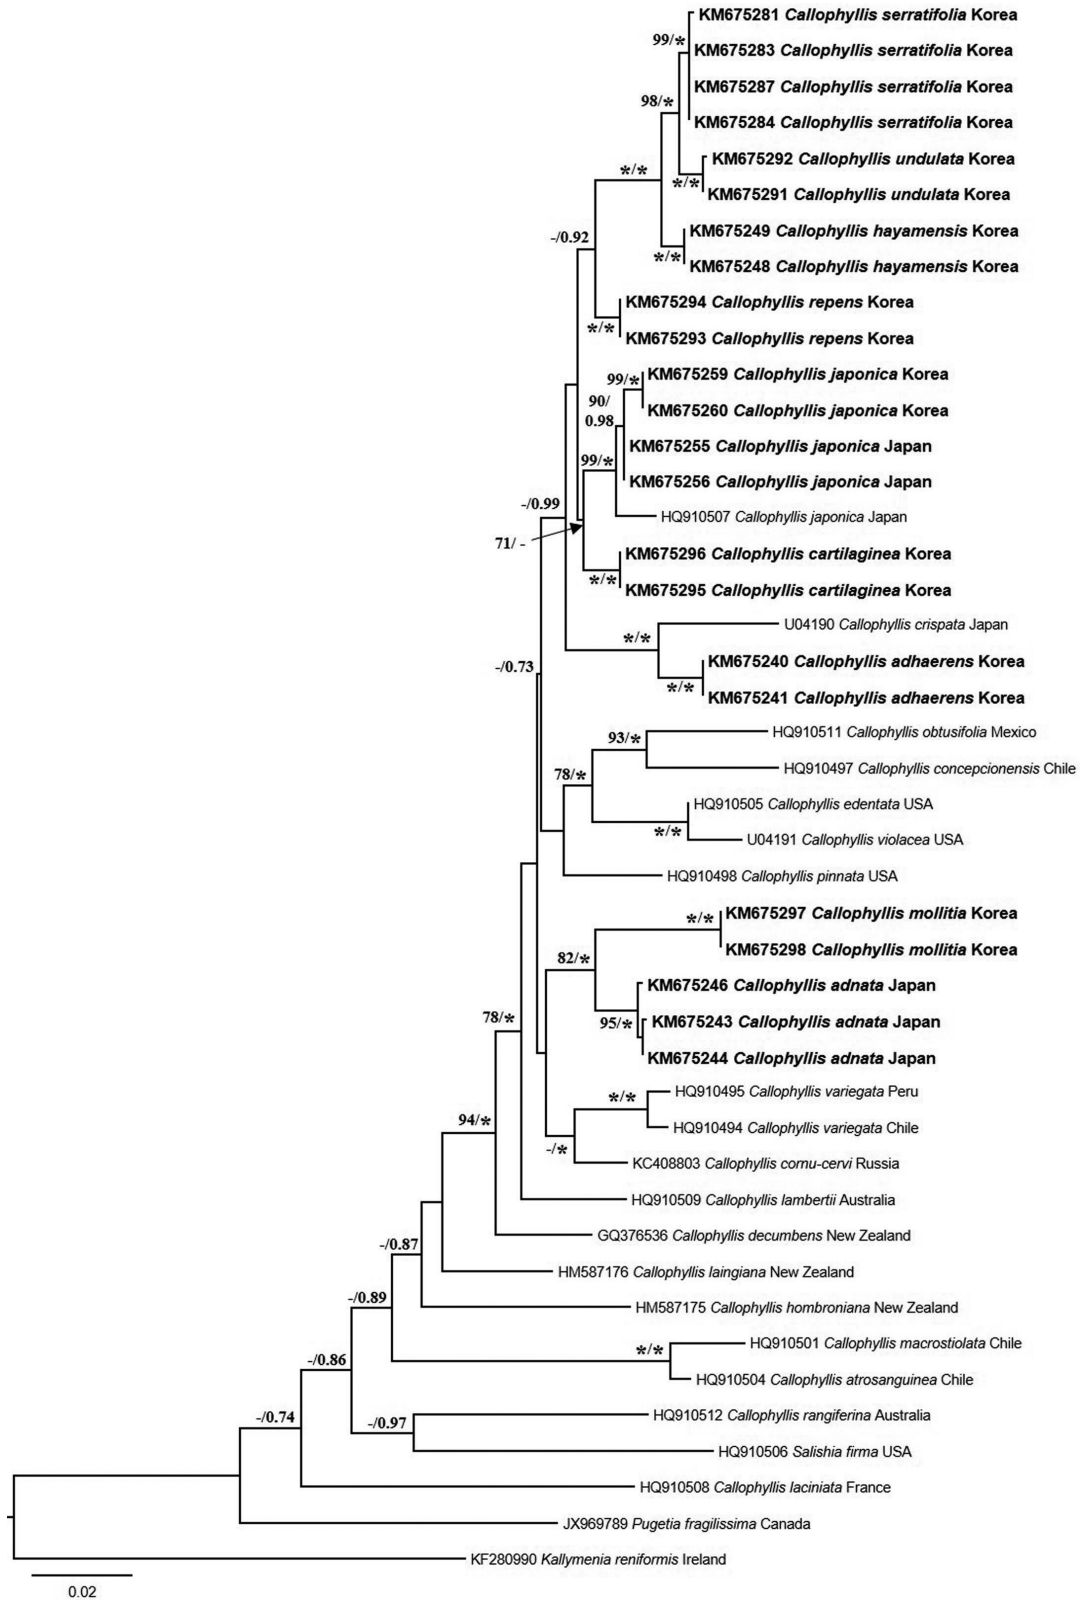 KM675281 Callophyllis serratifolia Korea
99/*
KM675283 Callophyllis serratifolia Korea
KM675287 Callophyllis serratifolia Korea
98/*
KM675284 Callophyllis serratifolia Korea
KM675292 Callophyllis undulata Korea
*/*
*/*
KM675291 Callophyllis undulata Korea
KM675249 Callophyllis hayamensis Korea
-/0.92
*/*
KM675248 Callophyllis hayamensis Korea
KM675294 Callophyllis repens Korea
*/*
KM675293 Callophyllis repens Korea
KM675259 Callophyllis japonica Korea
99/*
90/
0.98
KM675260 Callophyllis japonica Korea
KM675255 Callophyllis japonica Japan
99/*
KM675256 Callophyllis japonica Japan
-/0.99
HQ910507 Callophyllis japonica Japan
71/ -
KM675296 Callophyllis cartilaginea Korea
*/*
KM675295 Callophyllis cartilaginea Korea
U04190 Callophyllis crispata Japan
*/*
-/0.73
KM675240 Callophyllis adhaerens Korea
*/*
KM675241 Callophyllis adhaerens Korea
HQ910511 Callophyllis obtusifolia Mexico
93/*
HQ910497 Callophyllis concepcionensis Chile
78/*
HQ910505 Callophyllis edentata USA
*/*
U04191 Callophyllis violacea USA
HQ910498 Callophyllis pinnata USA
KM675297 Callophyllis mollitia Korea
*/*
KM675298 Callophyllis mollitia Korea
82/*
KM675246 Callophyllis adnata Japan
78/*
95/*
KM675243 Callophyllis adnata Japan
KM675244 Callophyllis adnata Japan
HQ910495 Callophyllis variegata Peru
*/*
94/*
HQ910494 Callophyllis variegata Chile
-/*
KC408803 Callophyllis cornu-cervi Russia
HQ910509 Callophyllis lambertii Australia
GQ376536 Callophyllis decumbens New Zealand
-/0.87
HM587176 Callophyllis laingiana New Zealand
-/0.89
HM587175 Callophyllis hombroniana New Zealand
HQ910501 Callophyllis macrostiolata Chile
*/*
-/0.86
HQ910504 Callophyllis atrosanguinea Chile
HQ910512 Callophyllis rangiferina Australia
-/0.74
-/0.97
HQ910506 Salishia firma USA
HQ910508 Callophyllis laciniata France
JX969789 Pugetia fragilissima Canada
KF280990 Kallymenia reniformis Ireland
0.02